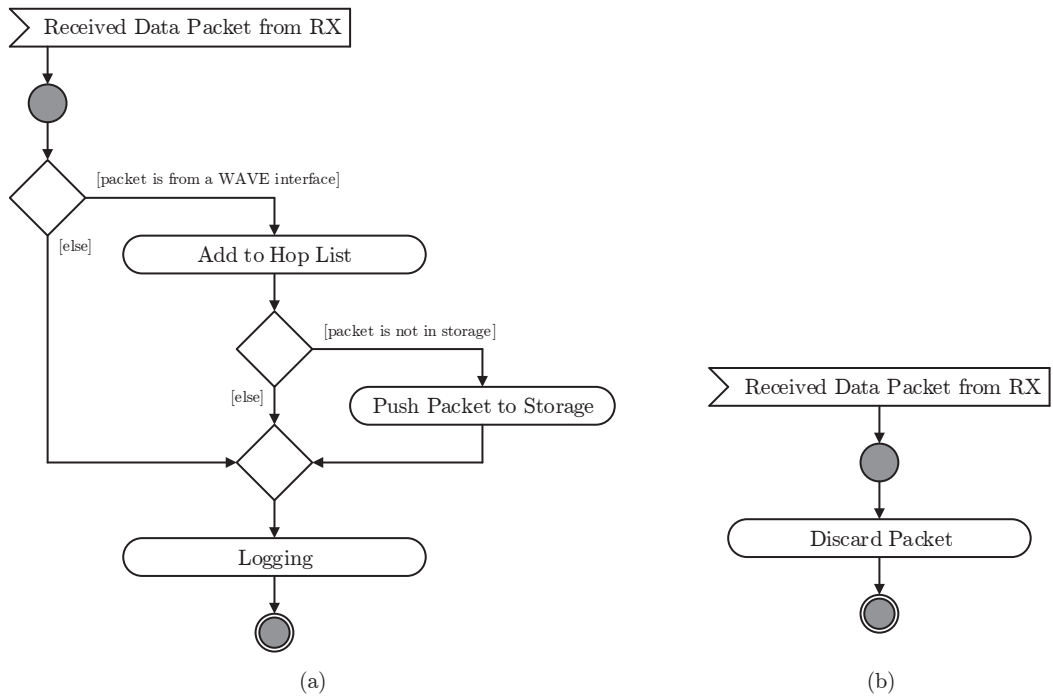 Received Data Packet from RX
[packet is from a WAVE interface]
[else]
Add to Hop List
[packet is not in storage]
[else]
Push Packet to Storage
Logging
(a)
Received Data Packet from RX
Discard Packet
(b)